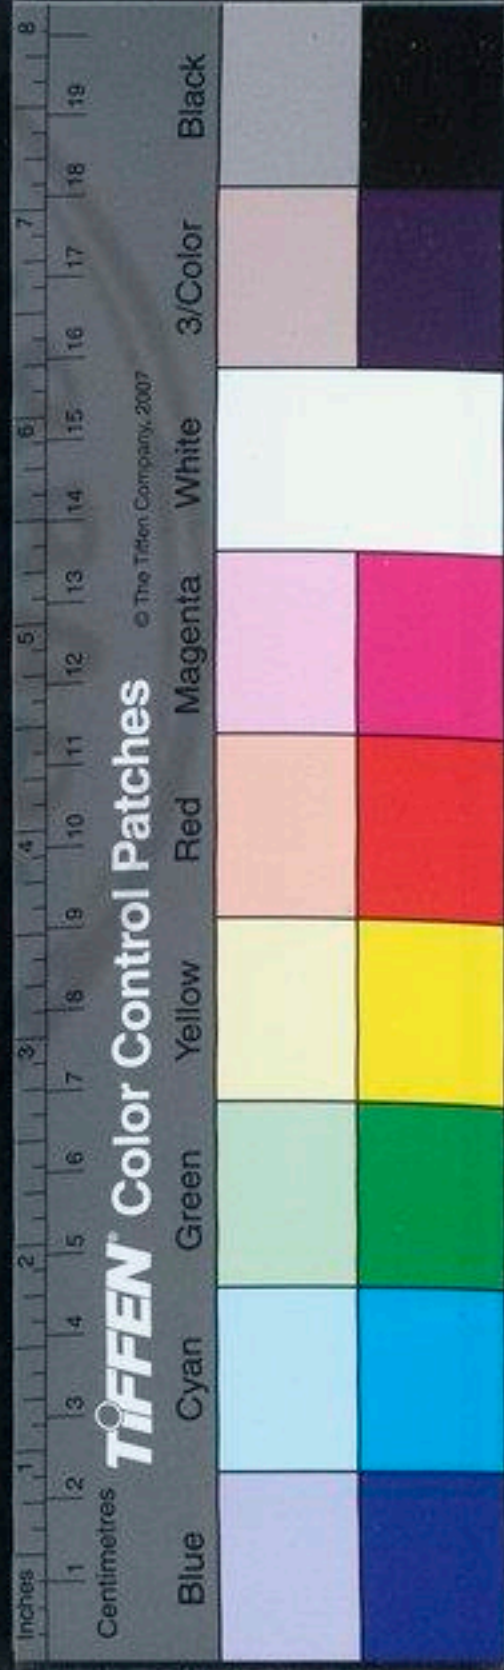 Inches 1 2 3 4 5 6 7 8
Centimetres 1 2 3 4 5 6 7 8 9 10 11 12 13 14 15 16 17 18 19
TiFFEN® Color Control Patches © The Tiffen Company, 2007
Blue Cyan Green Yellow Red Magenta White 3/Color Black